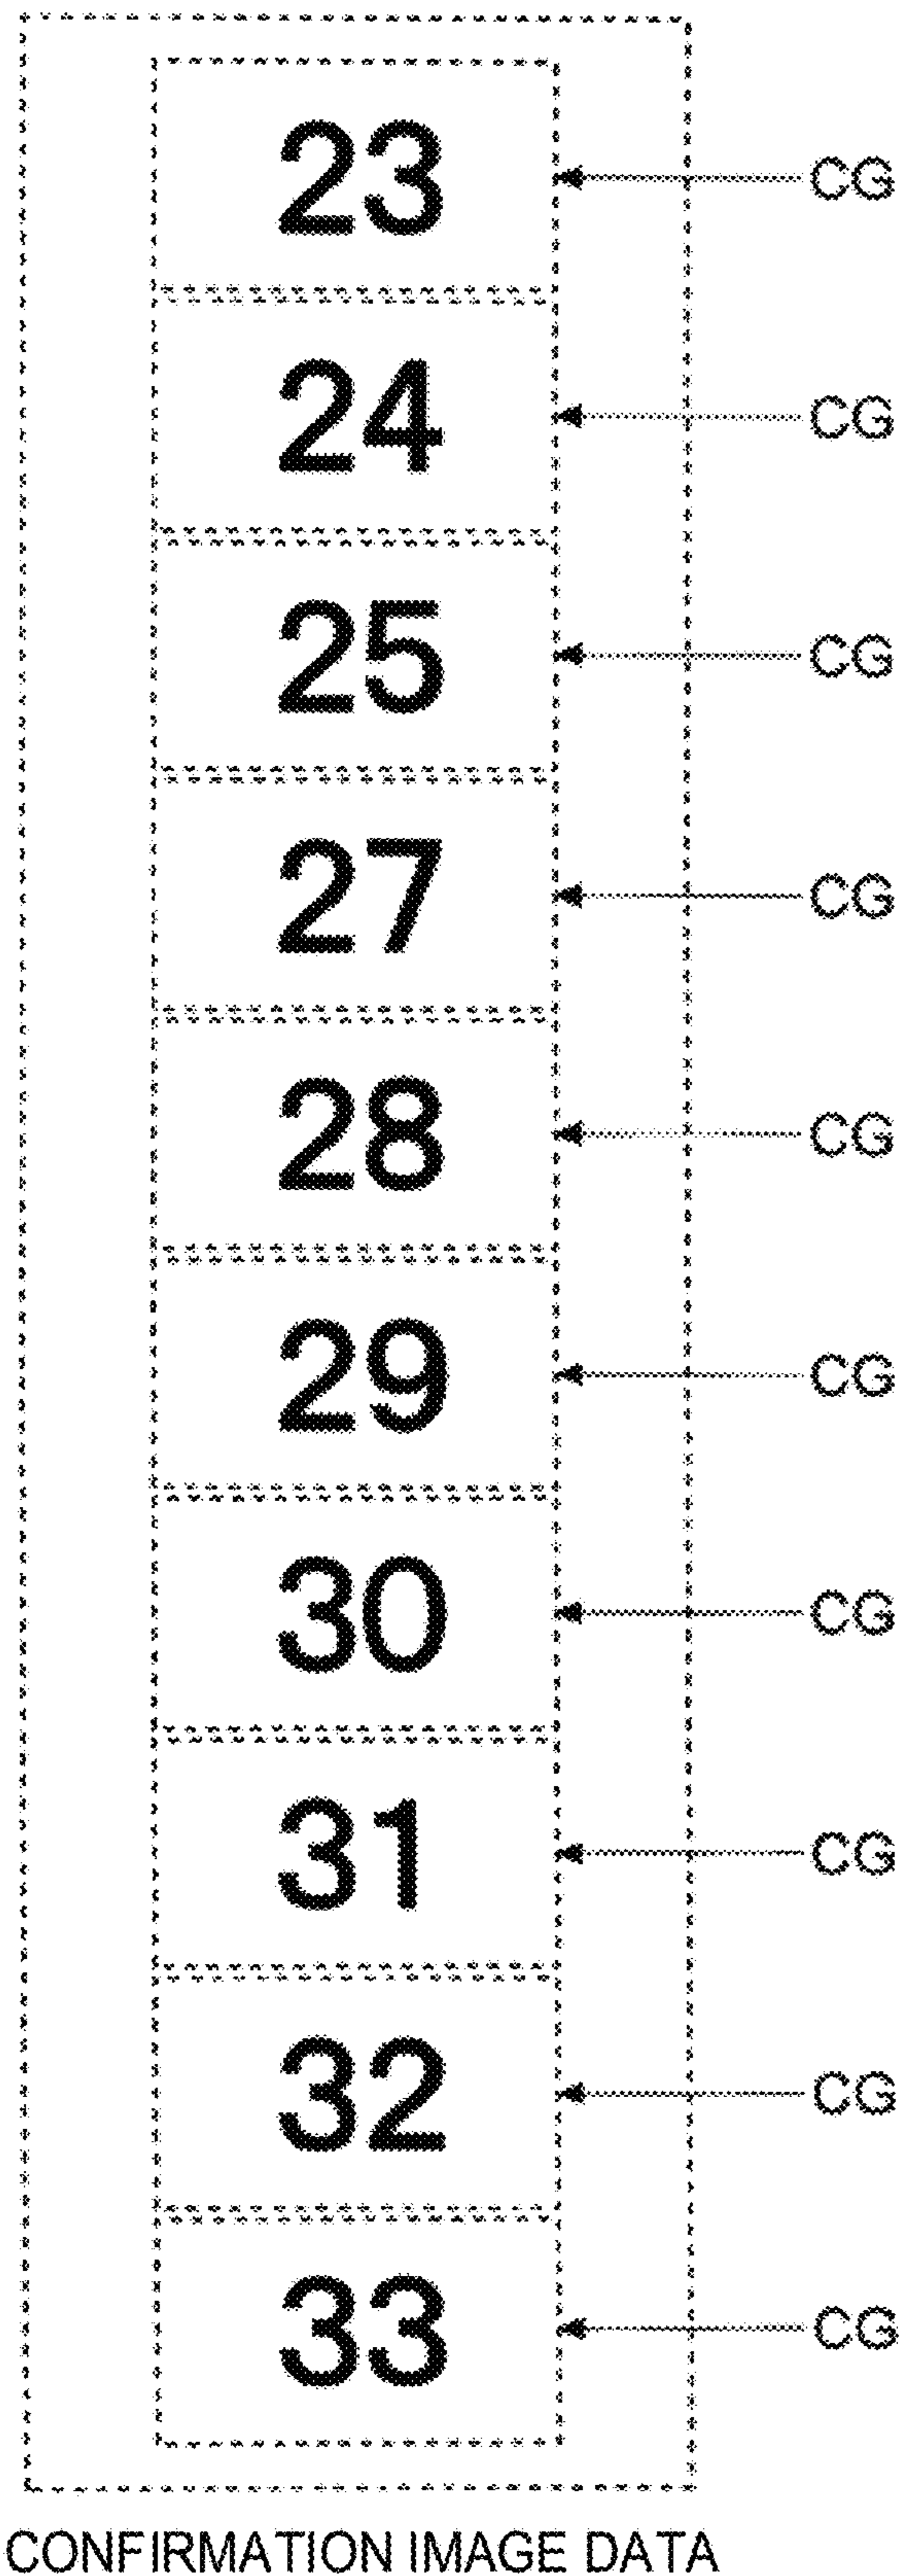 23 CG
24 CG
25 CG
27 CG
28 CG
29 CG
30 CG
31 CG
32 CG
33 CG
CONFIRMATION IMAGE DATA